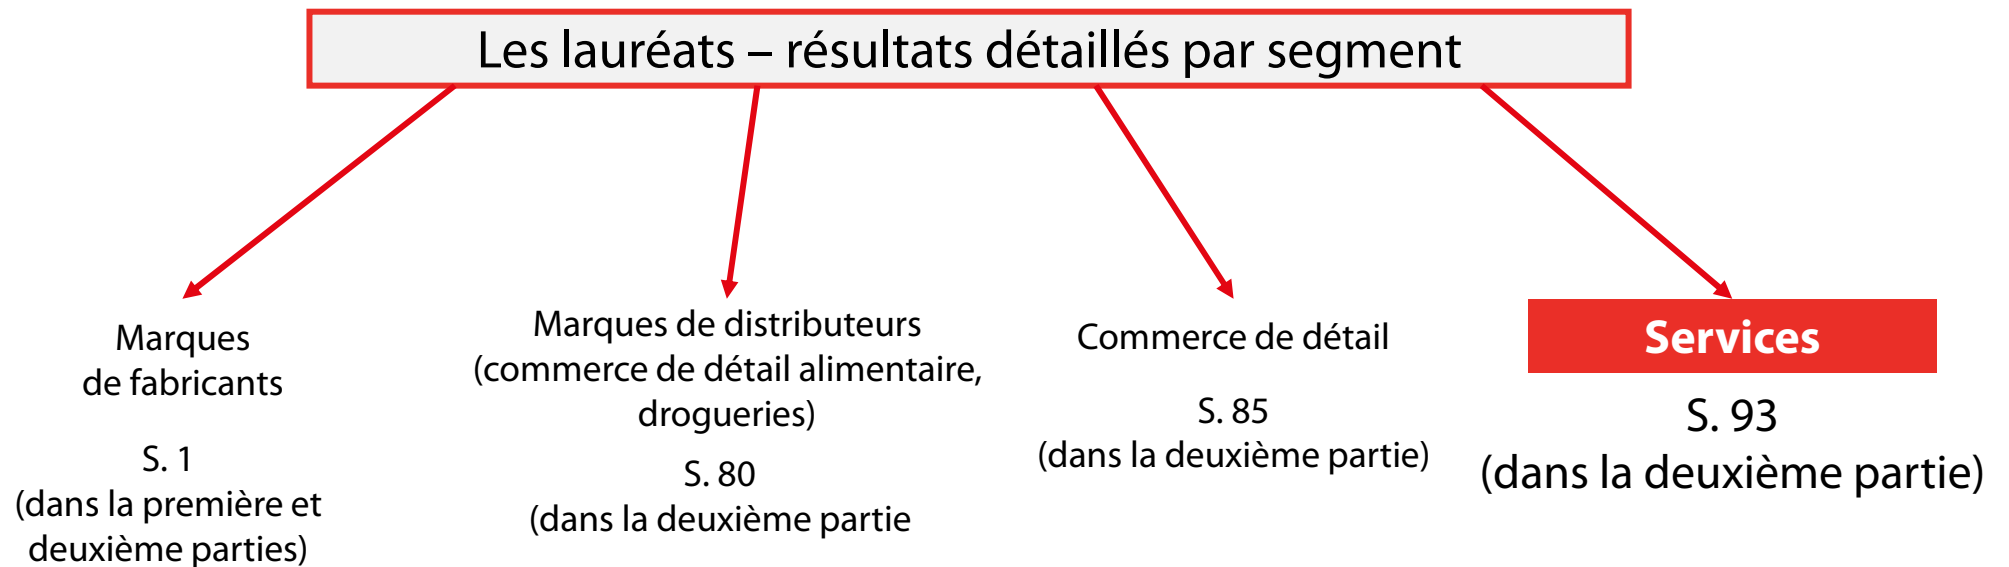 Les lauréats – résultats détaillés par segment
Marques
de fabricants
S. 1
(dans la première et
deuxième parties)
Marques de distributeurs
(commerce de détail alimentaire,
drogueries)
S. 80
(dans la deuxième partie
Commerce de détail
S. 85
(dans la deuxième partie)
Services
S. 93
(dans la deuxième partie)